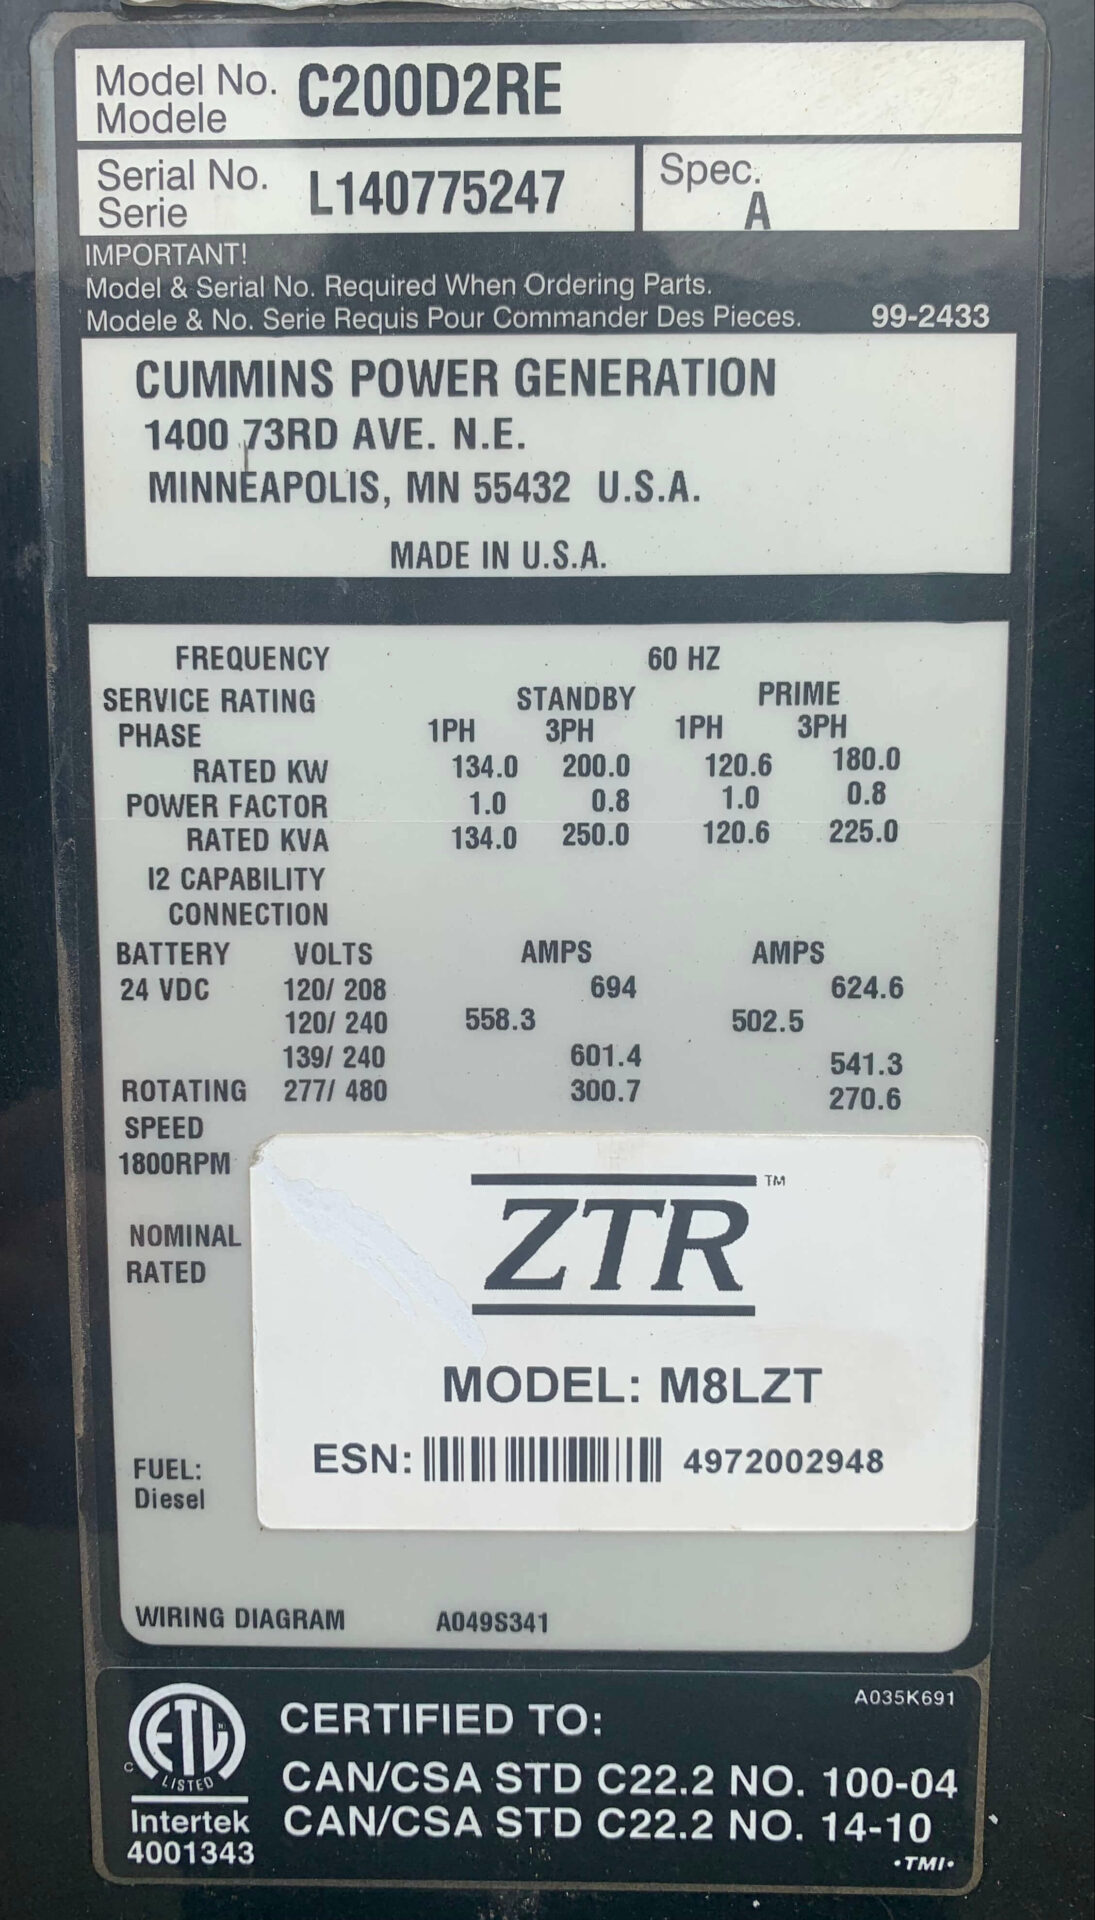 Model No. C200D2RE
Modele
Serial No. L140775247
Serie
Spec.
A
IMPORTANT!
Model & Serial No. Required When Ordering Parts.
Modele & No. Serie Requis Pour Commander Des Pieces. 99-2433
CUMMINS POWER GENERATION
1400 73RD AVE. N.E.
MINNEAPOLIS, MN 55432 U.S.A.
MADE IN U.S.A.
FREQUENCY 60 HZ
SERVICE RATING STANDBY PRIME
PHASE 1PH 3PH 1PH 3PH
RATED KW 134.0 200.0 120.6 180.0
POWER FACTOR 1.0 0.8 1.0 0.8
RATED KVA 134.0 250.0 120.6 225.0
I2 CAPABILITY
CONNECTION
BATTERY VOLTS AMPS AMPS
24 VDC 120/ 208 694 624.6
120/ 240 558.3 502.5
139/ 240 601.4 541.3
ROTATING 277/ 480 300.7 270.6
SPEED
1800RPM
NOMINAL
RATED
ZTR™
MODEL: M8LZT
ESN: 4972002948
FUEL:
Diesel
WIRING DIAGRAM A049S341
A035K691
ETL
C LISTED
Intertek
4001343
CERTIFIED TO:
CAN/CSA STD C22.2 NO. 100-04
CAN/CSA STD C22.2 NO. 14-10
•TMI•